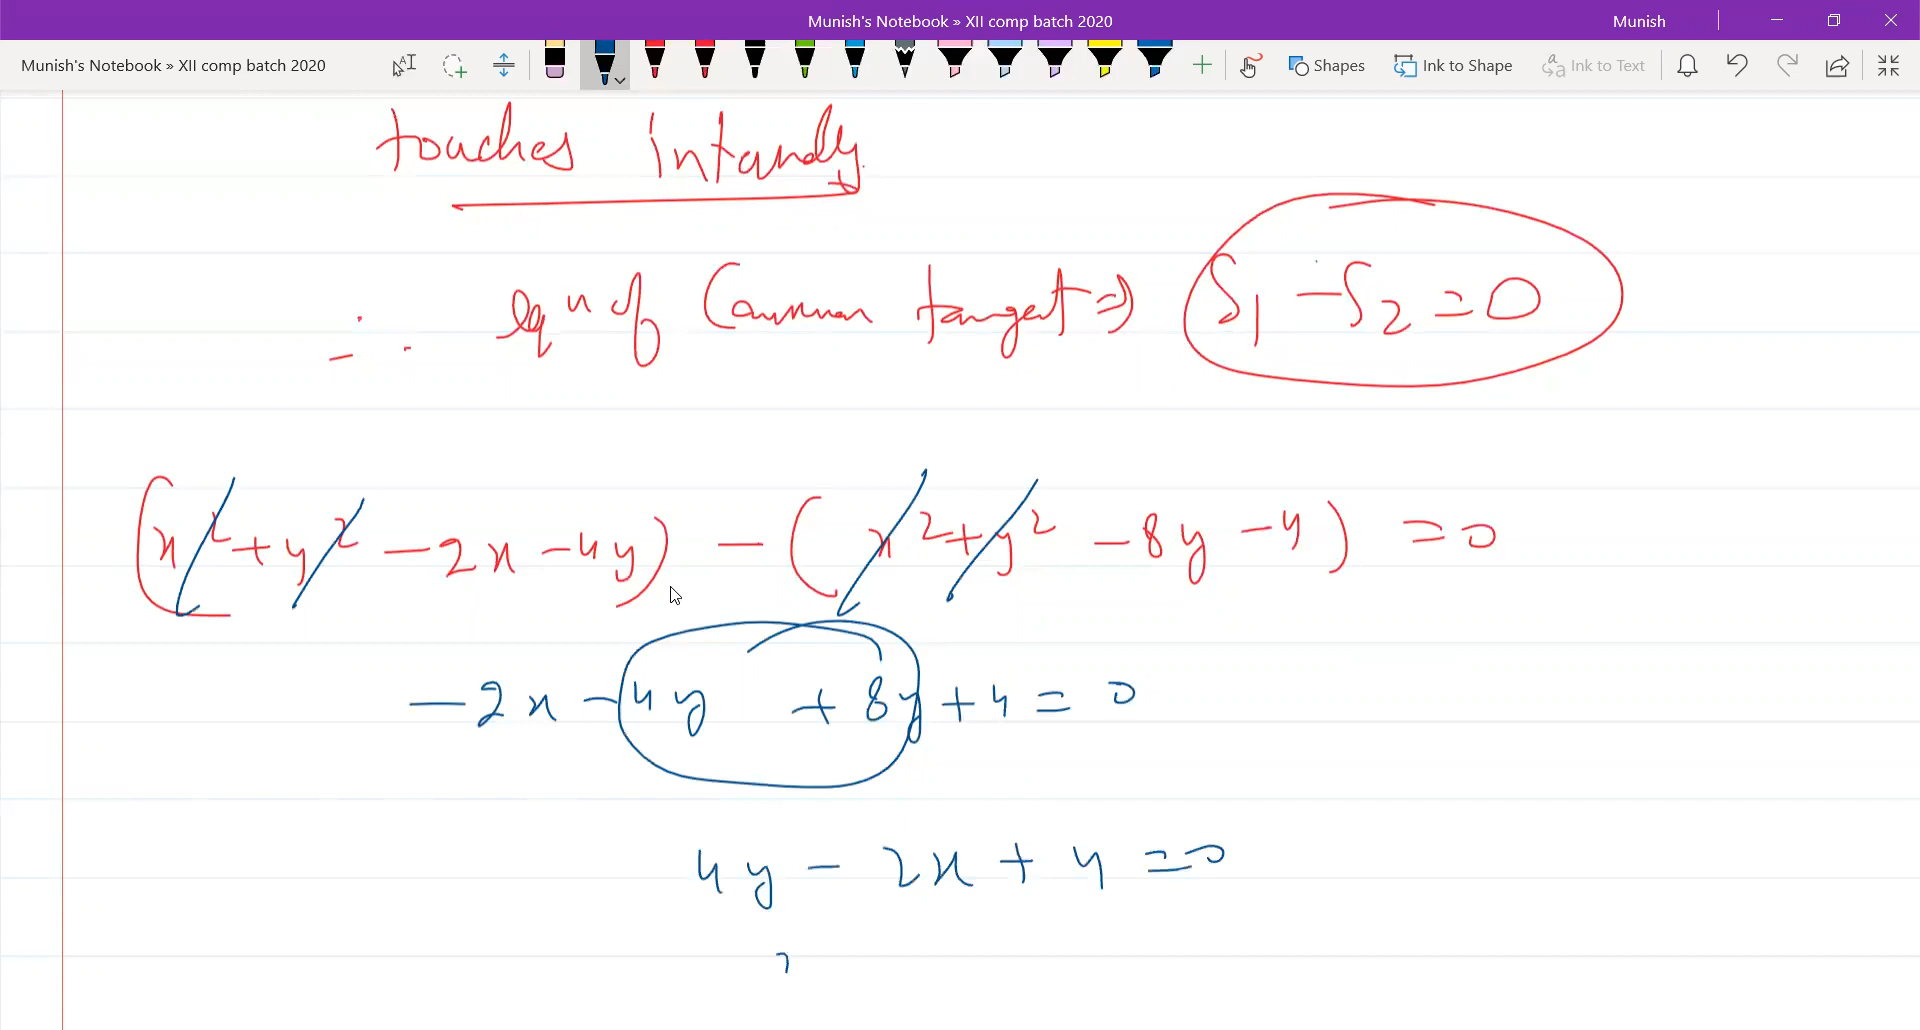 Munish's Notebook » XII comp batch 2020
Munish
Munish's Notebook » XII comp batch 2020
Shapes
Ink to Shape
Ink to Text
touches
∴ eqn of Common tangent ⇒ S₁ - S₂ = 0
(x² + y² - 2x - 4y) - (x² + y² - 8y - 4) = 0
-2x - 4y + 8y + 4 = 0
4y - 2x + 4 = 0